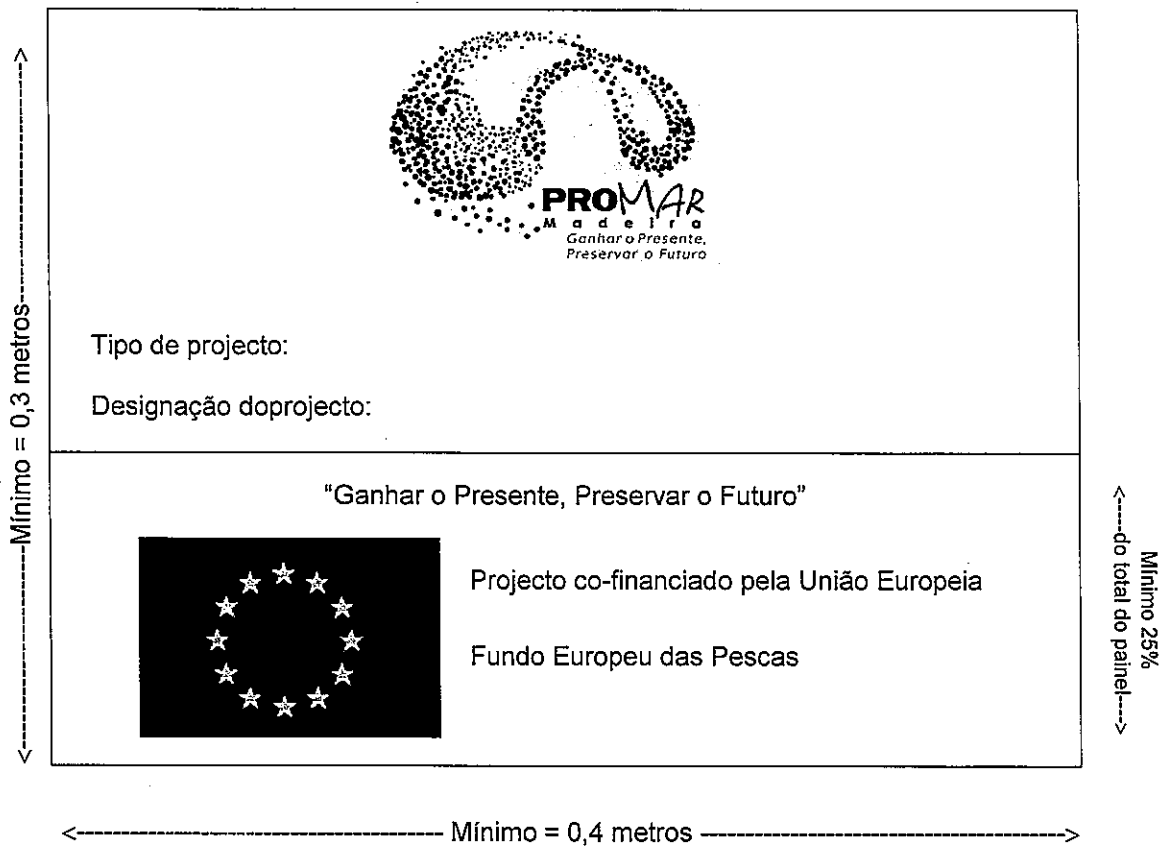 PROMAR
Madeira
Ganhar o Presente,
Preservar o Futuro
Tipo de projecto:
Designação doprojecto:
<-----------Mínimo = 0,3 metros----------->
"Ganhar o Presente, Preservar o Futuro"
Projecto co-financiado pela União Europeia
Fundo Europeu das Pescas
Mínimo 25%
<-----do total do painel---->
<----------- Mínimo = 0,4 metros ----------->